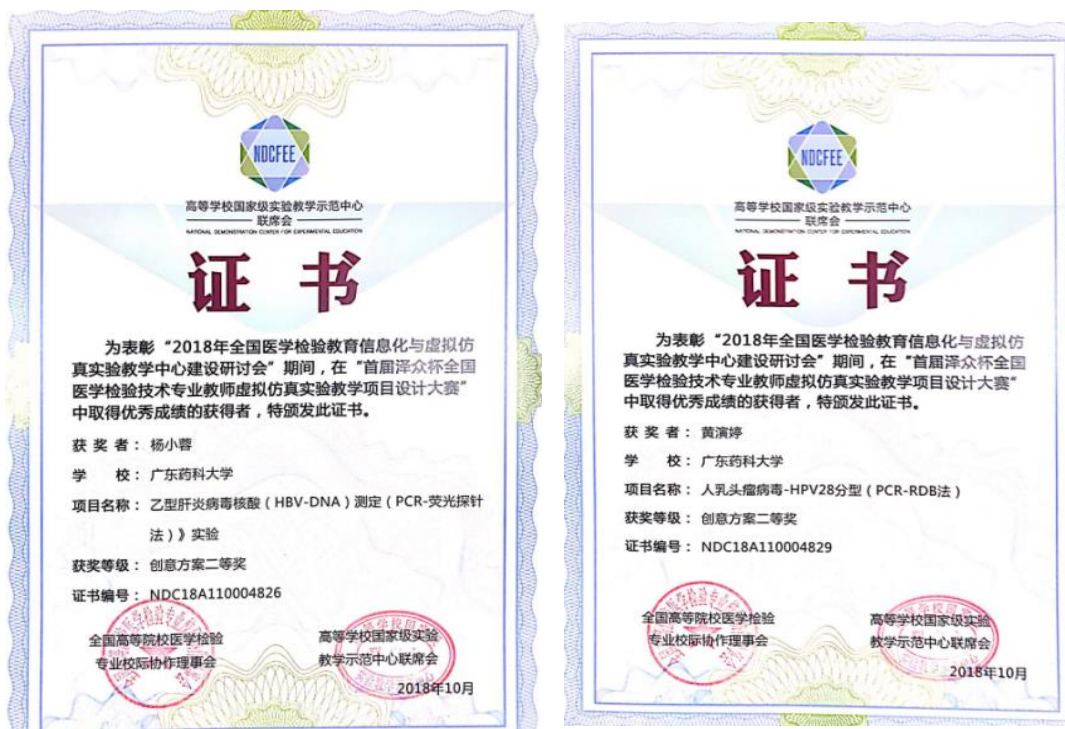 NDCFEE
高等学校国家级实验教学示范中心
联席会
NATIONAL DEMONSTRATION CENTER FOR EXPERIMENTAL EDUCATION
证 书
为表彰“2018年全国医学检验教育信息化与虚拟仿
真实验教学中心建设研讨会”期间，在“首届泽众杯全国
医学检验技术专业教师虚拟仿真实验教学项目设计大赛”
中取得优秀成绩的获得者，特颁发此证书。
获 奖 者： 杨小蓉
学 校： 广东药科大学
项目名称： 乙型肝炎病毒核酸（HBV-DNA）测定（PCR-荧光探针
法）》实验
获奖等级： 创意方案二等奖
证书编号： NDC18A110004826
全国高等院校医学检验
专业校际协作理事会
高等学校国家级实验
教学示范中心联席会
2018年10月
NDCFEE
高等学校国家级实验教学示范中心
联席会
NATIONAL DEMONSTRATION CENTER FOR EXPERIMENTAL EDUCATION
证 书
为表彰“2018年全国医学检验教育信息化与虚拟仿
真实验教学中心建设研讨会”期间，在“首届泽众杯全国
医学检验技术专业教师虚拟仿真实验教学项目设计大赛”
中取得优秀成绩的获得者，特颁发此证书。
获 奖 者： 黄演婷
学 校： 广东药科大学
项目名称： 人乳头瘤病毒-HPV28分型（PCR-RDB法）
获奖等级： 创意方案二等奖
证书编号： NDC18A110004829
全国高等院校医学检验
专业校际协作理事会
高等学校国家级实验
教学示范中心联席会
2018年10月